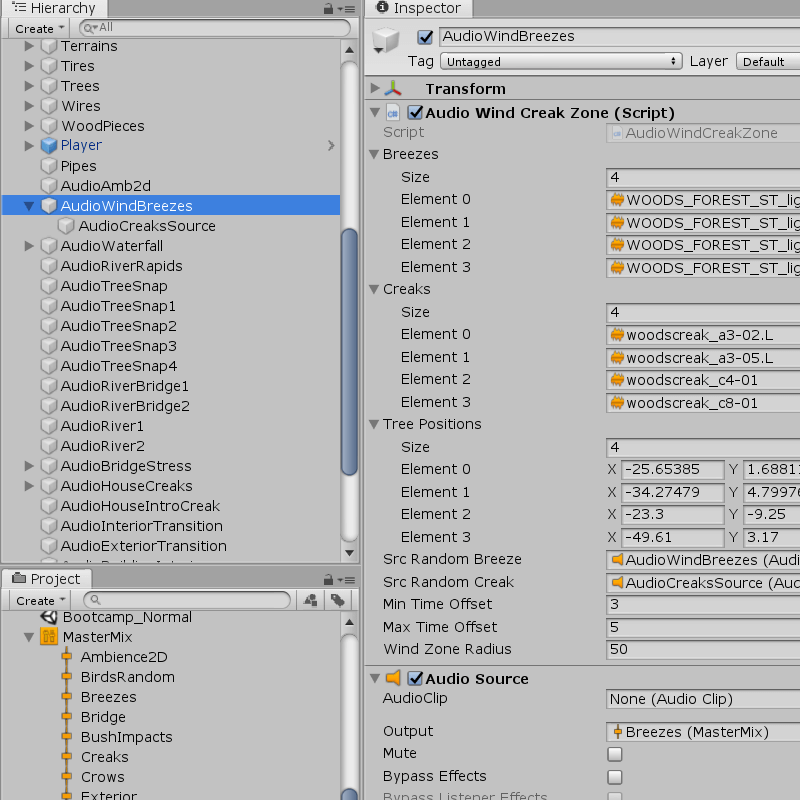 Hierarchy
Create
All
Terrains
Tires
Trees
Wires
WoodPieces
Player
Pipes
AudioAmb2d
AudioWindBreezes
AudioCreaksSource
AudioWaterfall
AudioRiverRapids
AudioTreeSnap
AudioTreeSnap1
AudioTreeSnap2
AudioTreeSnap3
AudioTreeSnap4
AudioRiverBridge1
AudioRiverBridge2
AudioRiver1
AudioRiver2
AudioBridgeStress
AudioHouseCreaks
AudioHouseIntroCreak
AudioInteriorTransition
AudioExteriorTransition
Project
Create
Bootcamp_Normal
MasterMix
Ambience2D
BirdsRandom
Breezes
Bridge
BushImpacts
Creaks
Crows
Exterior
Inspector
AudioWindBreezes
Tag Untagged Layer Default
Transform
Audio Wind Creak Zone (Script)
Script AudioWindCreakZone
Breezes
Size 4
Element 0 WOODS_FOREST_ST_lig
Element 1 WOODS_FOREST_ST_lig
Element 2 WOODS_FOREST_ST_lig
Element 3 WOODS_FOREST_ST_lig
Creaks
Size 4
Element 0 woodscreak_a3-02.L
Element 1 woodscreak_a3-05.L
Element 2 woodscreak_c4-01
Element 3 woodscreak_c8-01
Tree Positions
Size 4
Element 0 X -25.65385 Y 1.6881
Element 1 X -34.27479 Y 4.7997
Element 2 X -23.3 Y -9.25
Element 3 X -49.61 Y 3.17
Src Random Breeze AudioWindBreezes (Audi
Src Random Creak AudioCreaksSource (Aud
Min Time Offset 3
Max Time Offset 5
Wind Zone Radius 50
Audio Source
AudioClip None (Audio Clip)
Output Breezes (MasterMix)
Mute
Bypass Effects
Bypass Listener Effects